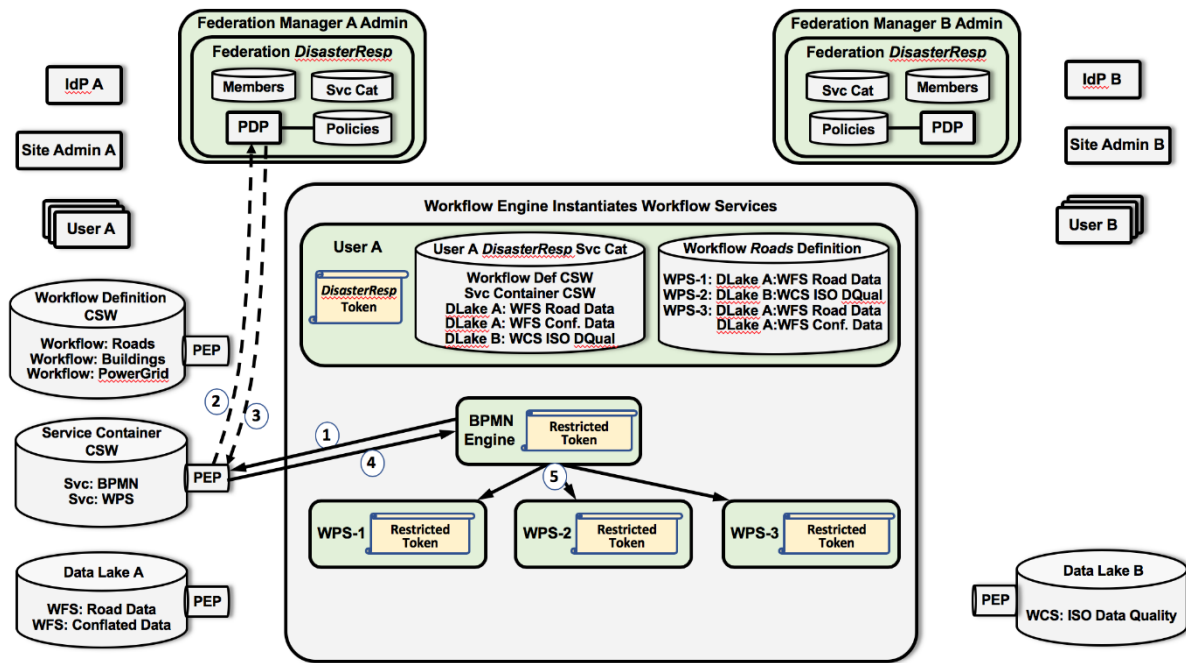 Federation Manager A Admin
Federation DisasterResp
Members
Svc Cat
PDP
Policies
Federation Manager B Admin
Federation DisasterResp
Svc Cat
Members
Policies
PDP
IdP A
Site Admin A
User A
IdP B
Site Admin B
User B
Workflow Engine Instantiates Workflow Services
User A
DisasterResp
Token
User A DisasterResp Svc Cat
Workflow Def CSW
Svc Container CSW
DLake A: WFS Road Data
DLake A: WFS Conf. Data
DLake B: WCS ISO DQual
Workflow Roads Definition
WPS-1: DLake A:WFS Road Data
WPS-2: DLake B:WCS ISO DQual
WPS-3: DLake A:WFS Road Data
DLake A:WFS Conf. Data
Workflow Definition
CSW
Workflow: Roads
Workflow: Buildings
Workflow: PowerGrid
PEP
2
3
Service Container
CSW
Svc: BPMN
Svc: WPS
PEP
1
4
BPMN
Engine
Restricted
Token
5
WPS-1
Restricted
Token
WPS-2
Restricted
Token
WPS-3
Restricted
Token
Data Lake A
WFS: Road Data
WFS: Conflated Data
PEP
PEP
Data Lake B
WCS: ISO Data Quality